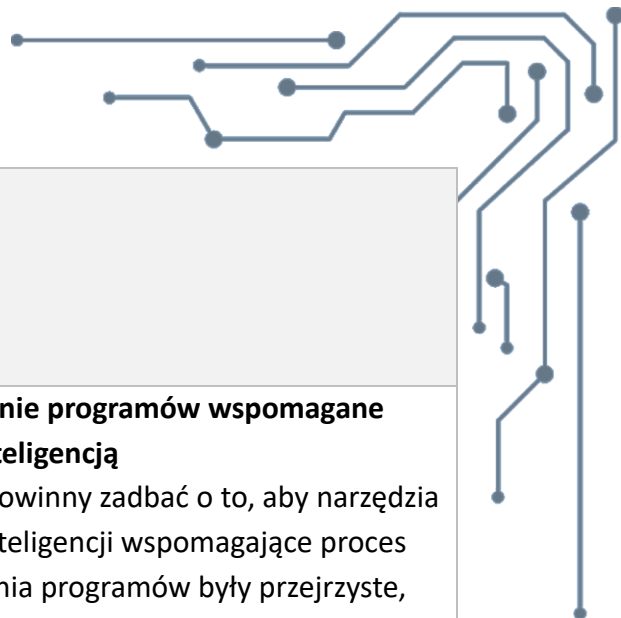 nie programów wspomagane
teligencją
owinny zadbać o to, aby narzędzia
teligencji wspomagające proces
nia programów były przejrzyste,